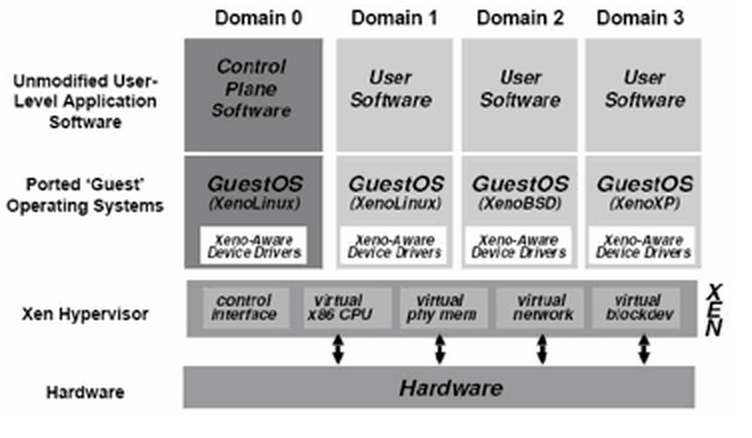 Domain 0
Domain 1
Domain 2
Domain 3
Unmodified User-
Level Application
Software
Control
Plane
Software
User
Software
User
Software
User
Software
Ported ‘Guest’
Operating Systems
GuestOS
(XenoLinux)
GuestOS
(XenoLinux)
GuestOS
(XenoBSD)
GuestOS
(XenoXP)
Xeno-Aware
Device Drivers
Xeno-Aware
Device Drivers
Xeno-Aware
Device Drivers
Xeno-Aware
Device Drivers
Xen Hypervisor
control
interface
virtual
x86 CPU
virtual
phy mem
virtual
network
virtual
blockdev
X
E
N
Hardware
Hardware